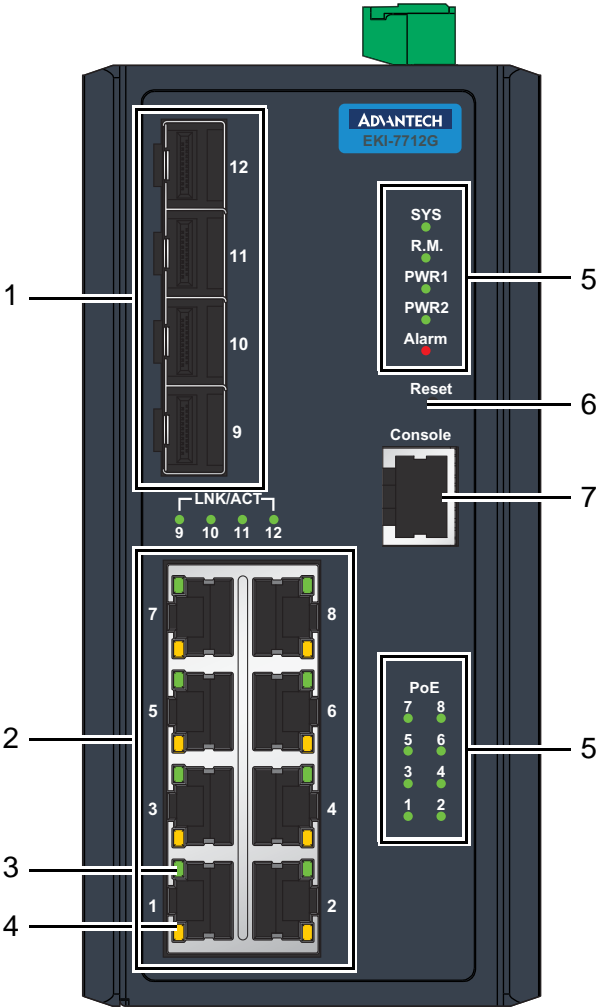 ADVANTECH
EKI-7712G
12
11
10
9
1
SYS
R.M.
PWR1
PWR2
Alarm
5
Reset
6
Console
7
LNK/ACT
9 10 11 12
7 8
5 6
3 4
1 2
2
3
4
PoE
7 8
5 6
3 4
1 2
5